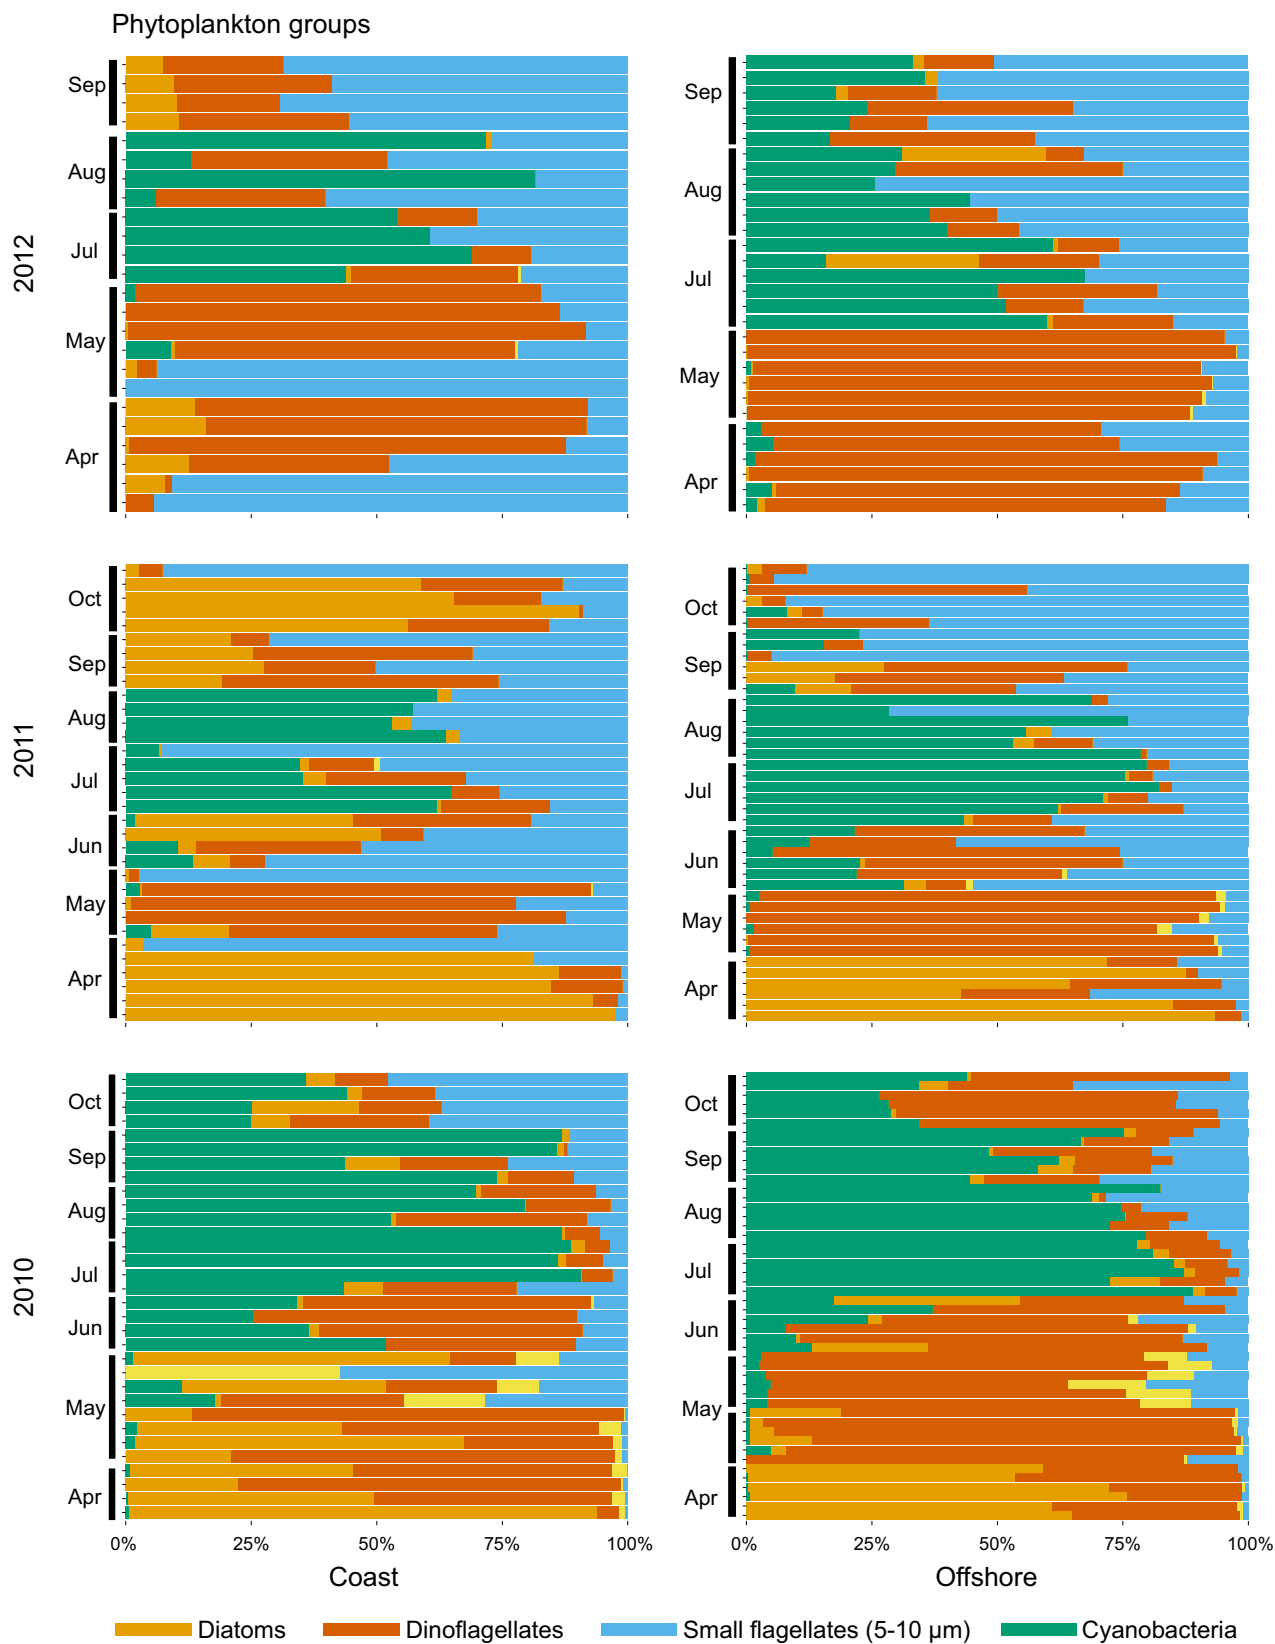 Phytoplankton groups
2012
Sep
Aug
Jul
May
Apr
Sep
Aug
Jul
May
Apr
2011
Oct
Sep
Aug
Jul
Jun
May
Apr
Oct
Sep
Aug
Jul
Jun
May
Apr
2010
Oct
Sep
Aug
Jul
Jun
May
Apr
Oct
Sep
Aug
Jul
Jun
May
Apr
0% 25% 50% 75% 100%
0% 25% 50% 75% 100%
Coast
Offshore
Diatoms Dinoflagellates Small flagellates (5-10 µm) Cyanobacteria